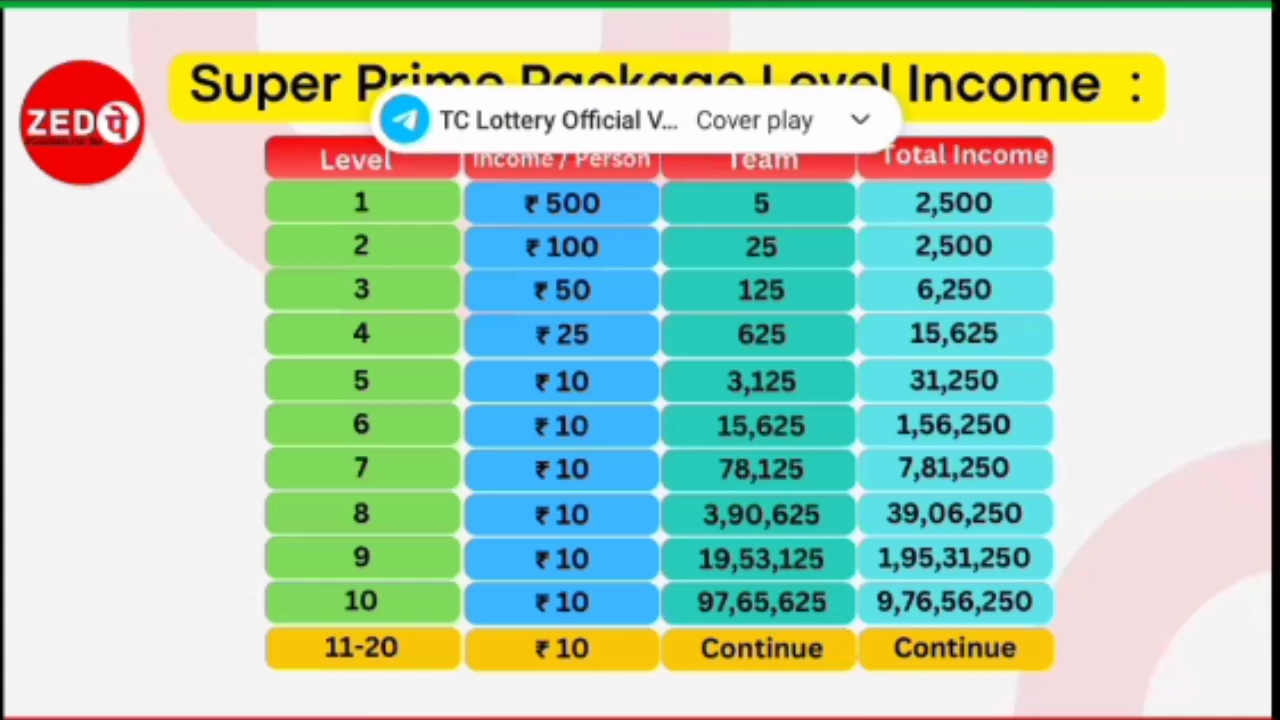 Super Prime Package Level Income :
ZEDपे
TC Lottery Official V... Cover play
Level Income / Person Team Total Income
1 ₹ 500 5 2,500
2 ₹ 100 25 2,500
3 ₹ 50 125 6,250
4 ₹ 25 625 15,625
5 ₹ 10 3,125 31,250
6 ₹ 10 15,625 1,56,250
7 ₹ 10 78,125 7,81,250
8 ₹ 10 3,90,625 39,06,250
9 ₹ 10 19,53,125 1,95,31,250
10 ₹ 10 97,65,625 9,76,56,250
11-20 ₹ 10 Continue Continue